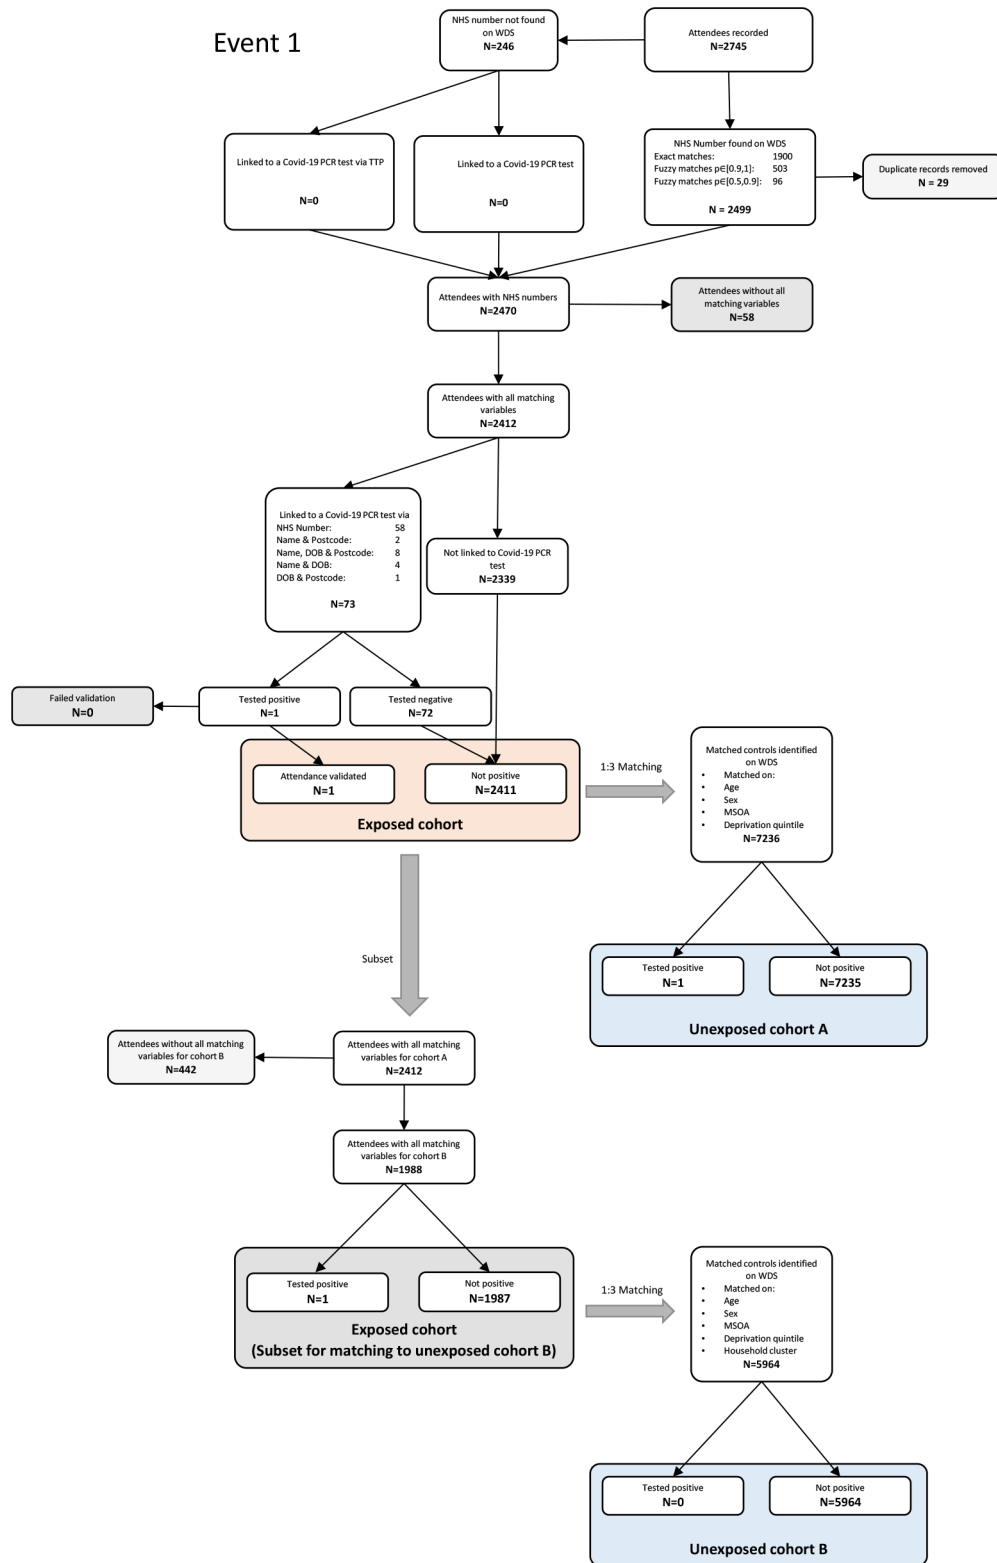 Event 1
NHS number not found
on WDS
N=246
Attendees recorded
N=2745
Linked to a Covid-19 PCR test via TTP
N=0
Linked to a Covid-19 PCR test
N=0
NHS Number found on WDS
Exact matches: 1900
Fuzzy matches p∈[0.9,1]: 503
Fuzzy matches p∈[0.5,0.9]: 96
N = 2499
Duplicate records removed
N = 29
Attendees with NHS numbers
N=2470
Attendees without all
matching variables
N=58
Attendees with all matching
variables
N=2412
Linked to a Covid-19 PCR test via
NHS Number: 58
Name & Postcode: 2
Name, DOB & Postcode: 8
Name & DOB: 4
DOB & Postcode: 1
N=73
Not linked to Covid-19 PCR
test
N=2339
Failed validation
N=0
Tested positive
N=1
Tested negative
N=72
Attendance validated
N=1
Not positive
N=2411
Exposed cohort
1:3 Matching
Matched controls identified
on WDS
• Matched on:
• Age
• Sex
• MSOA
• Deprivation quintile
N=7236
Subset
Tested positive
N=1
Not positive
N=7235
Unexposed cohort A
Attendees without all matching
variables for cohort B
N=442
Attendees with all matching
variables for cohort A
N=2412
Attendees with all matching
variables for cohort B
N=1988
Tested positive
N=1
Not positive
N=1987
Exposed cohort
(Subset for matching to unexposed cohort B)
1:3 Matching
Matched controls identified
on WDS
• Matched on:
• Age
• Sex
• MSOA
• Deprivation quintile
• Household cluster
N=5964
Tested positive
N=0
Not positive
N=5964
Unexposed cohort B